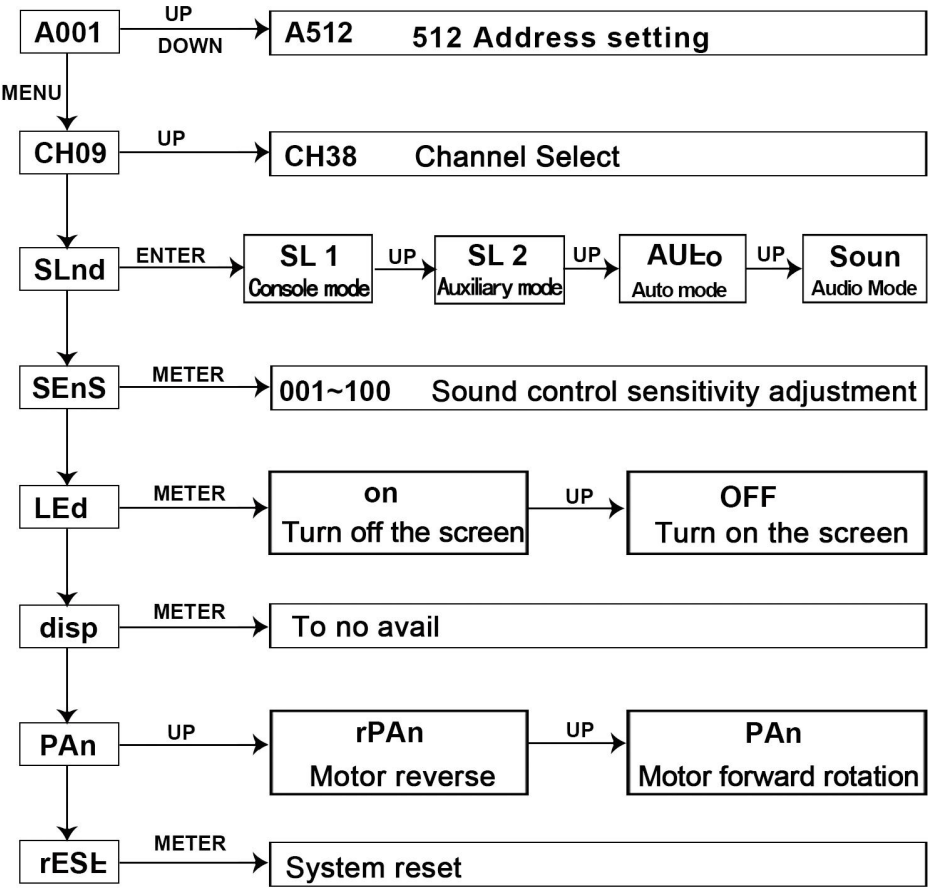 A001
UP
DOWN
A512 512 Address setting
MENU
CH09
UP
CH38 Channel Select
SLnd
ENTER
SL 1
Console mode
UP
SL 2
Auxiliary mode
UP
AUŁo
Auto mode
UP
Soun
Audio Mode
SEnS
METER
001~100 Sound control sensitivity adjustment
LEd
METER
on
Turn off the screen
UP
OFF
Turn on the screen
disp
METER
To no avail
PAn
UP
rPAn
Motor reverse
UP
PAn
Motor forward rotation
rESŁ
METER
System reset